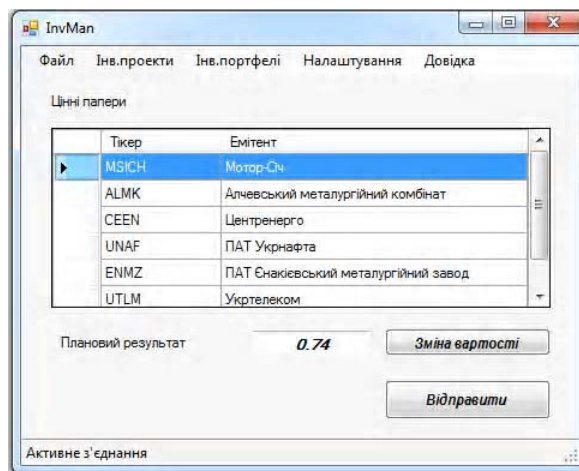 InvMan
Файл Інв.проекти Інв.портфелі Налаштування Довідка
Цінні папери
Тікер Емітент
MSICH Мотор-Січ
ALMK Алчевський металургійний комбінат
CEEN Центренерго
UNAF ПАТ Укрнафта
ENMZ ПАТ Єнакієвський металургійний завод
UTLM Укртелеком
Плановий результат 0.74 Зміна вартості
Відправити
Активне з'єднання